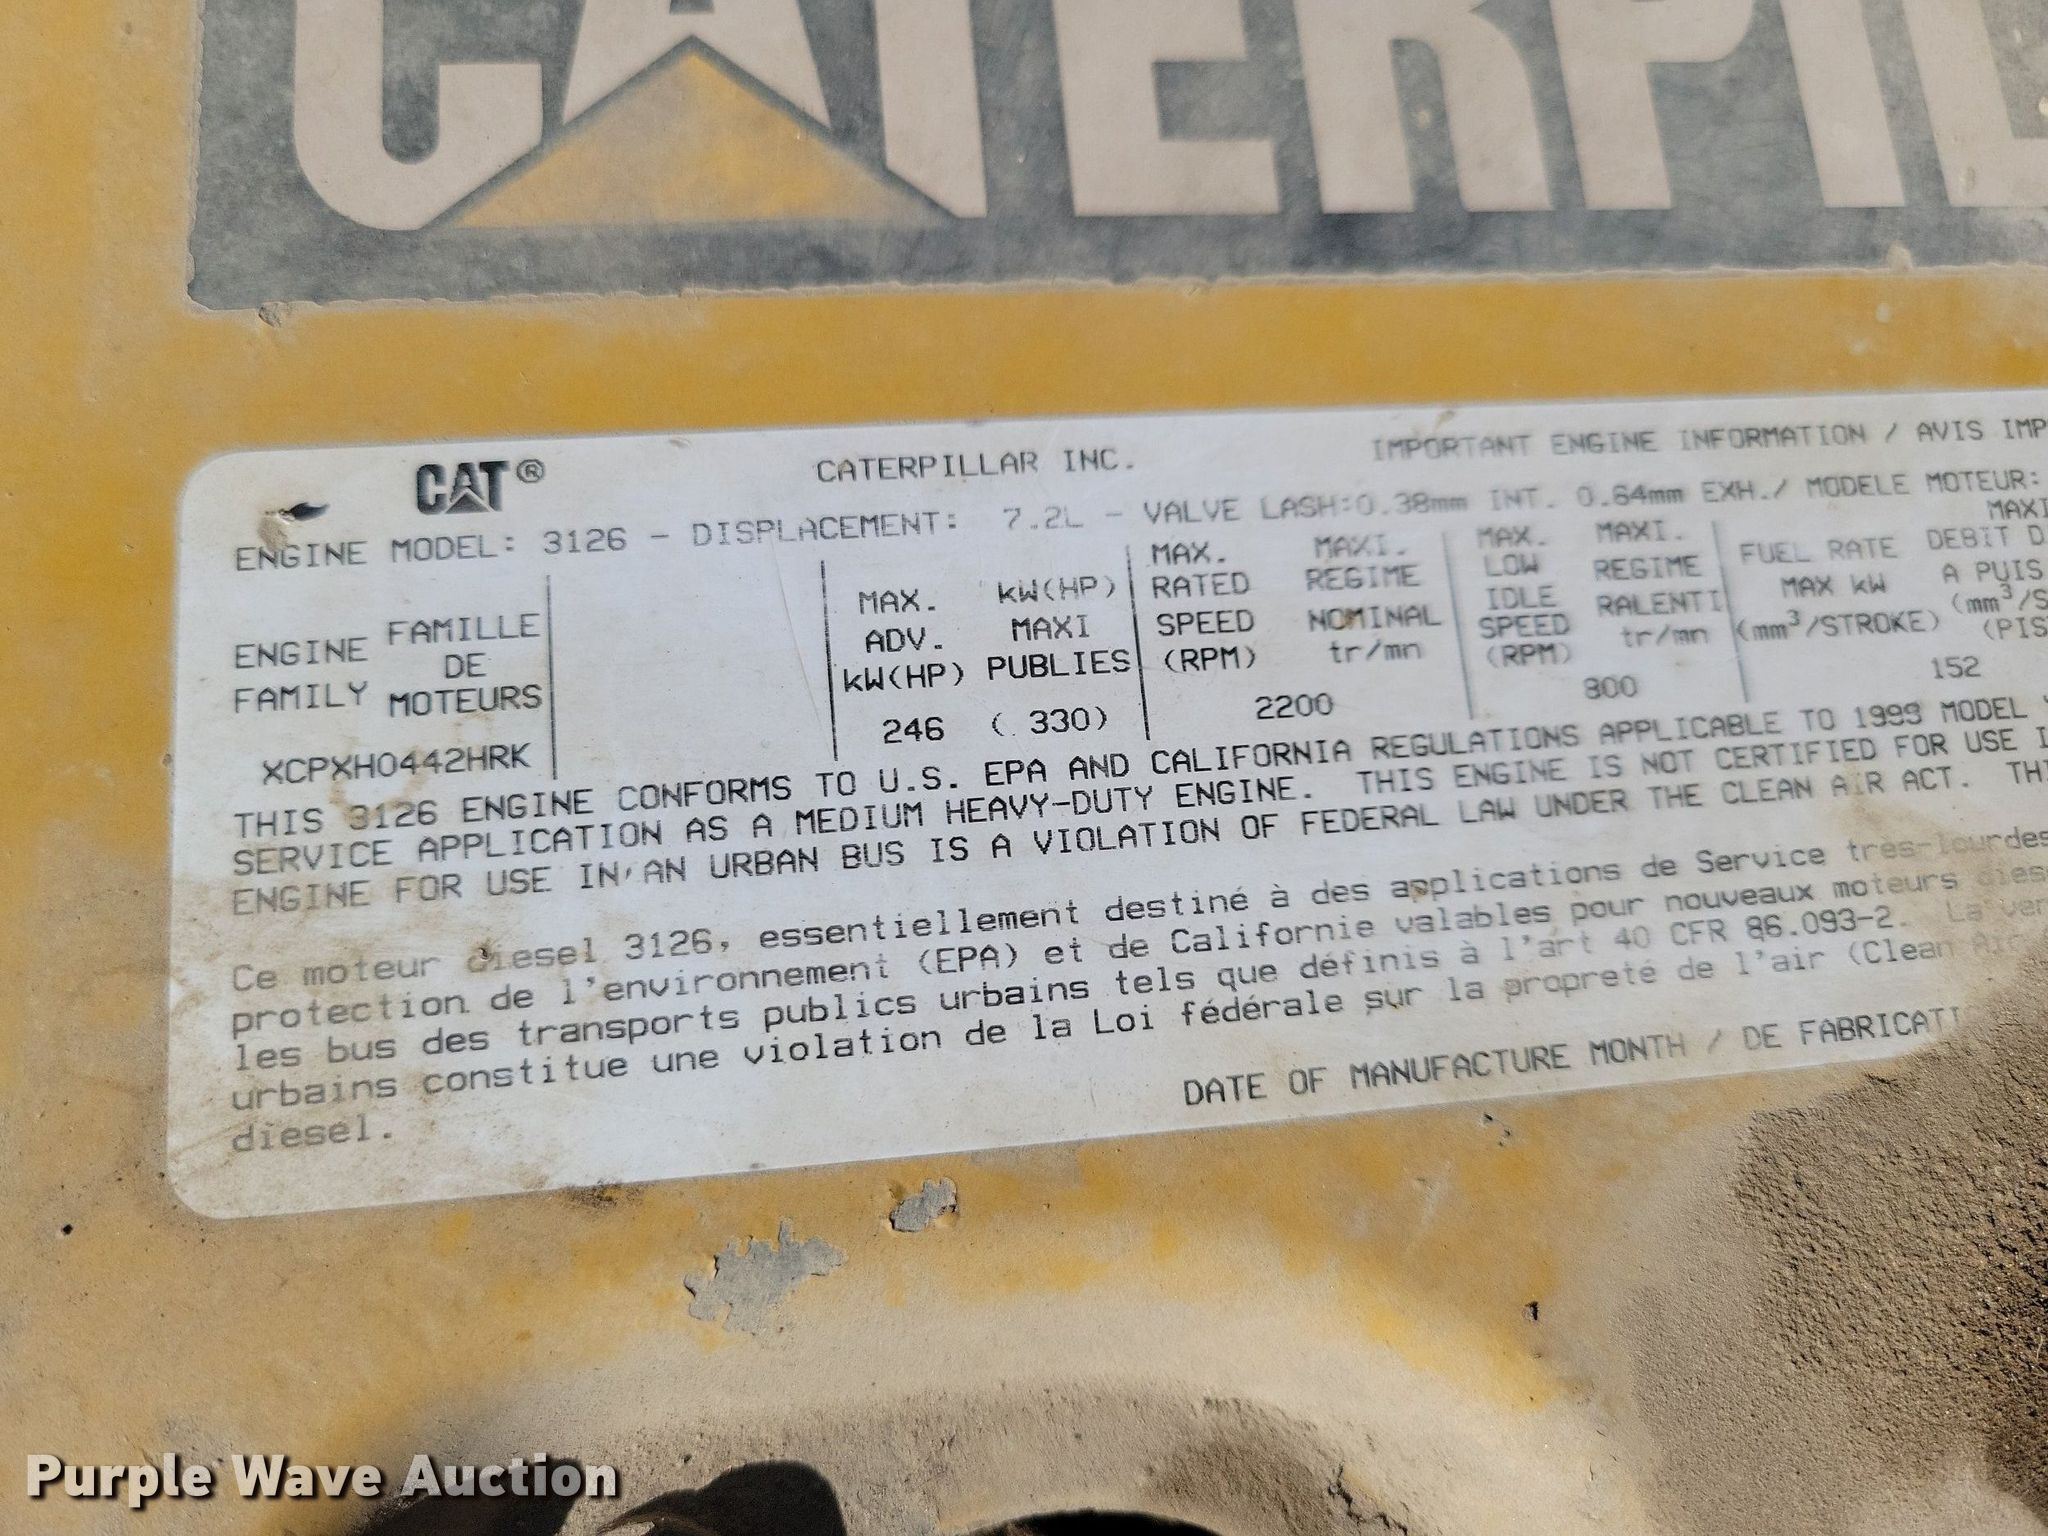 CATERPIL
CAT®
CATERPILLAR INC.
IMPORTANT ENGINE INFORMATION / AVIS IMP
ENGINE MODEL: 3126 - DISPLACEMENT: 7.2L - VALVE LASH:0.38mm INT. 0.64mm EXH./ MODELE MOTEUR:
ENGINE FAMILY
FAMILLE DE MOTEURS
MAX. ADV. kW(HP)
kW(HP) MAXI PUBLIES
MAX. RATED SPEED (RPM)
MAXI. REGIME NOMINAL tr/mn
MAX. LOW IDLE SPEED (RPM)
MAXI. REGIME RALENTI tr/mn
FUEL RATE MAX kW (mm³/STROKE)
MAXI
DEBIT D
A PUIS
(mm³/S
(PIS
XCPXH0442HRK 246 ( 330) 2200 800 152
THIS 3126 ENGINE CONFORMS TO U.S. EPA AND CALIFORNIA REGULATIONS APPLICABLE TO 1999 MODEL
SERVICE APPLICATION AS A MEDIUM HEAVY-DUTY ENGINE. THIS ENGINE IS NOT CERTIFIED FOR USE I
ENGINE FOR USE IN AN URBAN BUS IS A VIOLATION OF FEDERAL LAW UNDER THE CLEAN AIR ACT. THI
Ce moteur diesel 3126, essentiellement destiné à des applications de Service très-lourdes
protection de l'environnement (EPA) et de Californie valables pour nouveaux moteurs dies
les bus des transports publics urbains tels que définis à l'art 40 CFR 86.093-2. La ven
urbains constitue une violation de la Loi fédérale sur la propreté de l'air (Clean Air
diesel.
DATE OF MANUFACTURE MONTH / DE FABRICATI
Purple Wave Auction